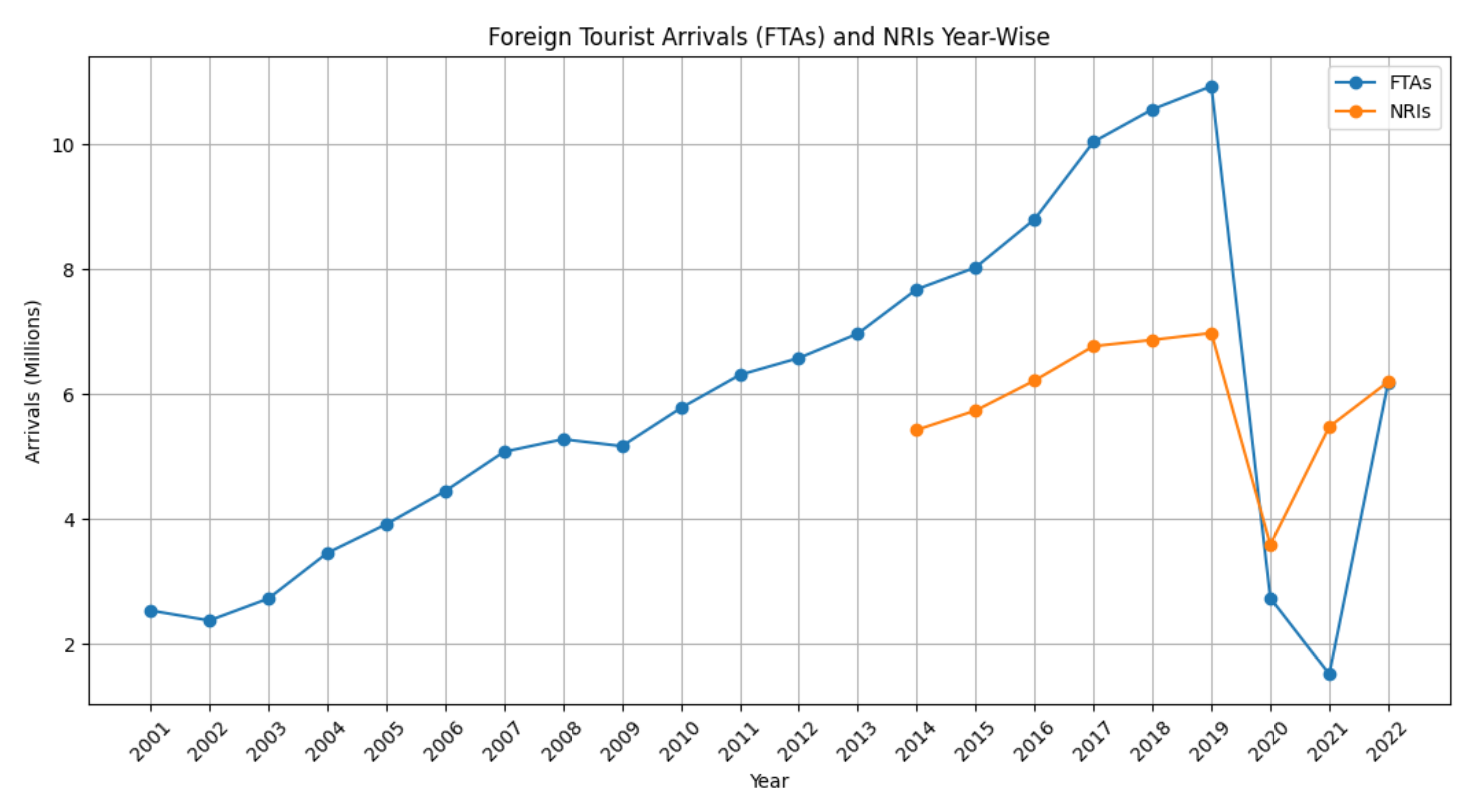 Foreign Tourist Arrivals (FTAs) and NRIs Year-Wise
FTAs
NRIs
Arrivals (Millions)
10
8
6
4
2
2001 2002 2003 2004 2005 2006 2007 2008 2009 2010 2011 2012 2013 2014 2015 2016 2017 2018 2019 2020 2021 2022
Year